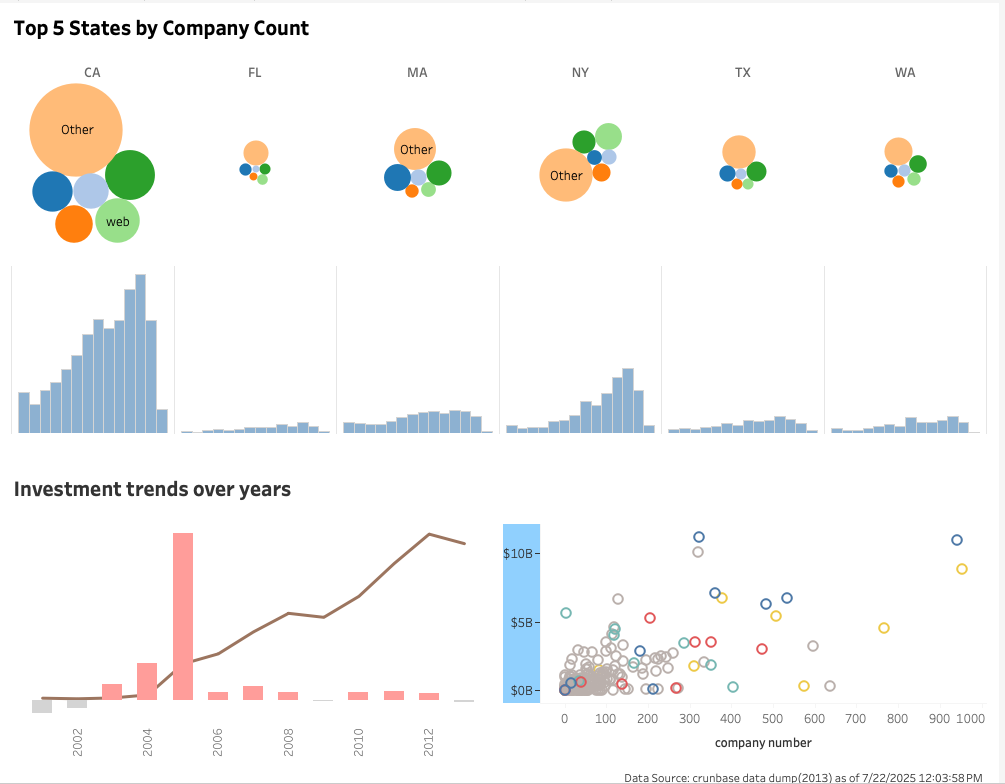 Top 5 States by Company Count
CA FL MA NY TX WA
Other
Other
Other
web
Investment trends over years
$10B
$5B
$0B
2002 2004 2006 2008 2010 2012
0 100 200 300 400 500 600 700 800 900 1000
company number
Data Source: crunbase data dump(2013) as of 7/22/2025 12:03:58 PM